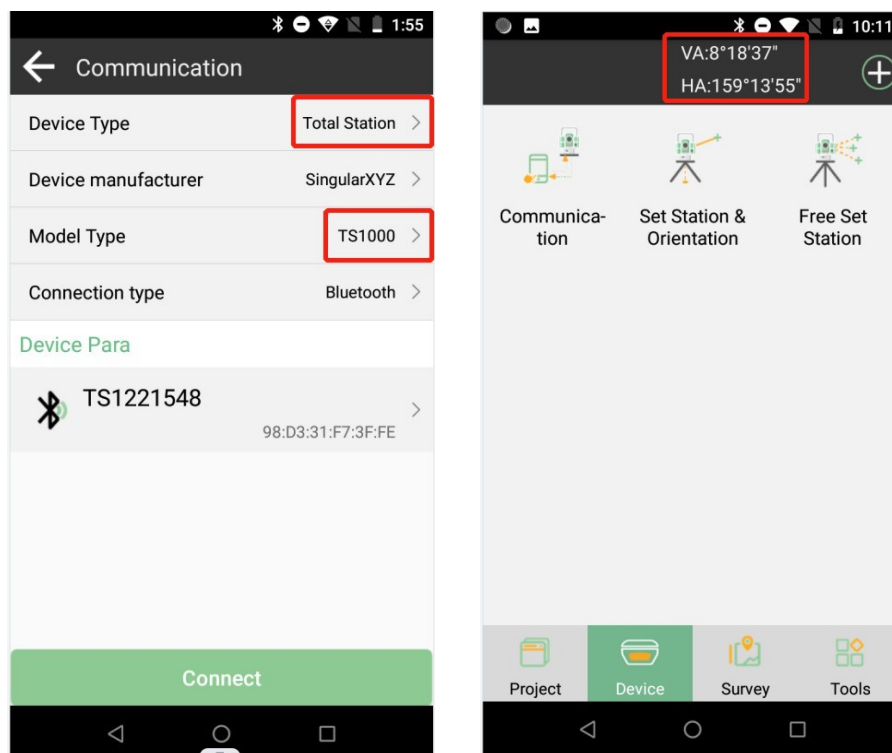 1:55
Communication
Device Type Total Station
Device manufacturer SingularXYZ
Model Type TS1000
Connection type Bluetooth
Device Para
TS1221548
98:D3:31:F7:3F:FE
Connect
10:11
VA:8°18'37"
HA:159°13'55"
Communica-
tion
Set Station &
Orientation
Free Set
Station
Project Device Survey Tools